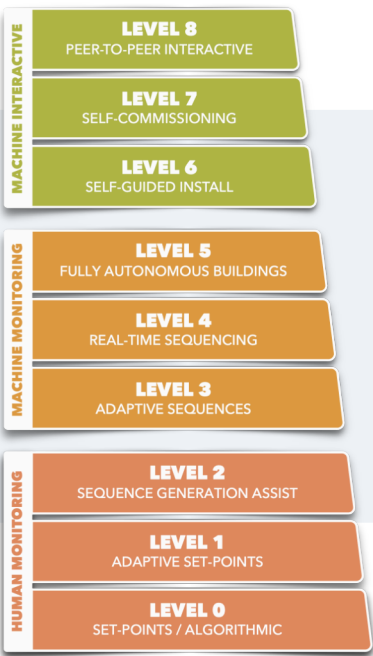 MACHINE INTERACTIVE
LEVEL 8
PEER-TO-PEER INTERACTIVE
LEVEL 7
SELF-COMMISSIONING
LEVEL 6
SELF-GUIDED INSTALL
MACHINE MONITORING
LEVEL 5
FULLY AUTONOMOUS BUILDINGS
LEVEL 4
REAL-TIME SEQUENCING
LEVEL 3
ADAPTIVE SEQUENCES
HUMAN MONITORING
LEVEL 2
SEQUENCE GENERATION ASSIST
LEVEL 1
ADAPTIVE SET-POINTS
LEVEL 0
SET-POINTS / ALGORITHMIC